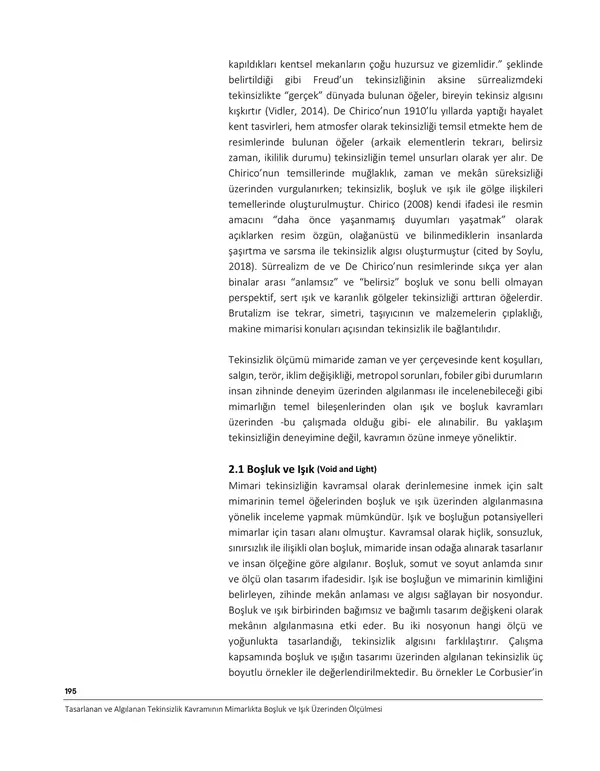 kapıldıkları kentsel mekanların çoğu huzursuz ve gizemlidir.” şeklinde
belirtildiği gibi Freud’un tekinsizliğinin aksine sürrealizmdeki
tekinsizlikte “gerçek” dünyada bulunan öğeler, bireyin tekinsiz algısını
kışkırtır (Vidler, 2014). De Chirico’nun 1910’lu yıllarda yaptığı hayalet
kent tasvirleri, hem atmosfer olarak tekinsizliği temsil etmekte hem de
resimlerinde bulunan öğeler (arkaik elementlerin tekrarı, belirsiz
zaman, ikililik durumu) tekinsizliğin temel unsurları olarak yer alır. De
Chirico’nun temsillerinde muğlaklık, zaman ve mekân süreksizliği
üzerinden vurgulanırken; tekinsizlik, boşluk ve ışık ile gölge ilişkileri
temellerinde oluşturulmuştur. Chirico (2008) kendi ifadesi ile resmin
amacını “daha önce yaşanmamış duyumları yaşatmak” olarak
açıklarken resim özgün, olağanüstü ve bilinmediklerin insanlarda
şaşırtma ve sarsma ile tekinsizlik algısı oluşturmuştur (cited by Soylu,
2018). Sürrealizm de ve De Chirico’nun resimlerinde sıkça yer alan
binalar arası “anlamsız” ve “belirsiz” boşluk ve sonu belli olmayan
perspektif, sert ışık ve karanlık gölgeler tekinsizliği arttıran öğelerdir.
Brutalizm ise tekrar, simetri, taşıyıcının ve malzemelerin çıplaklığı,
makine mimarisi konuları açısından tekinsizlik ile bağlantılıdır.
Tekinsizlik ölçümü mimaride zaman ve yer çerçevesinde kent koşulları,
salgın, terör, iklim değişikliği, metropol sorunları, fobiler gibi durumların
insan zihninde deneyim üzerinden algılanması ile incelenebileceği gibi
mimarlığın temel bileşenlerinden olan ışık ve boşluk kavramları
üzerinden -bu çalışmada olduğu gibi- ele alınabilir. Bu yaklaşım
tekinsizliğin deneyimine değil, kavramın özüne inmeye yöneliktir.
2.1 Boşluk ve Işık (Void and Light)
Mimari tekinsizliğin kavramsal olarak derinlemesine inmek için salt
mimarinin temel öğelerinden boşluk ve ışık üzerinden algılanmasına
yönelik inceleme yapmak mümkündür. Işık ve boşluğun potansiyelleri
mimarlar için tasarı alanı olmuştur. Kavramsal olarak hiçlik, sonsuzluk,
sınırsızlık ile ilişkili olan boşluk, mimaride insan odağa alınarak tasarlanır
ve insan ölçeğine göre algılanır. Boşluk, somut ve soyut anlamda sınır
ve ölçü olan tasarım ifadesidir. Işık ise boşluğun ve mimarinin kimliğini
belirleyen, zihinde mekân anlaması ve algısı sağlayan bir nosyondur.
Boşluk ve ışık birbirinden bağımsız ve bağımlı tasarım değişkeni olarak
mekânın algılanmasına etki eder. Bu iki nosyonun hangi ölçü ve
yoğunlukta tasarlandığı, tekinsizlik algısını farklılaştırır. Çalışma
kapsamında boşluk ve ışığın tasarımı üzerinden algılanan tekinsizlik üç
boyutlu örnekler ile değerlendirilmektedir. Bu örnekler Le Corbusier’in
195
Tasarlanan ve Algılanan Tekinsizlik Kavramının Mimarlıkta Boşluk ve Işık Üzerinden Ölçülmesi